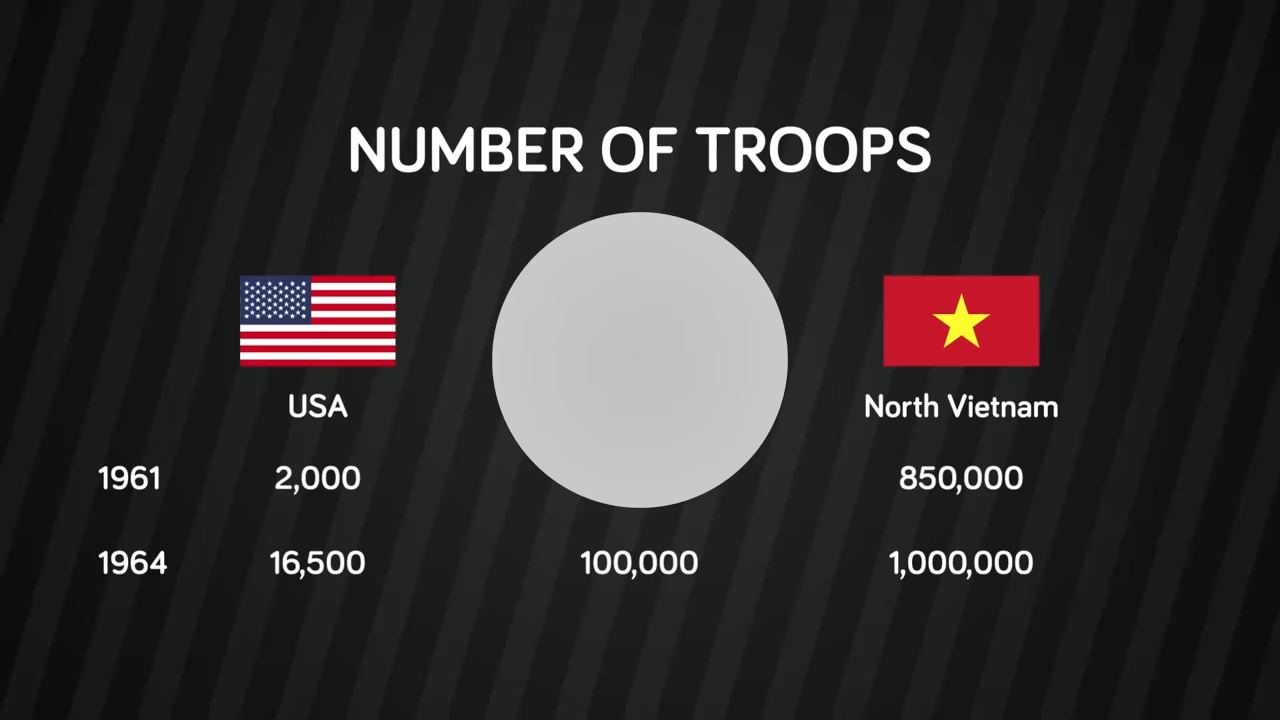 NUMBER OF TROOPS
USA
North Vietnam
1961 2,000 850,000
1964 16,500 100,000 1,000,000